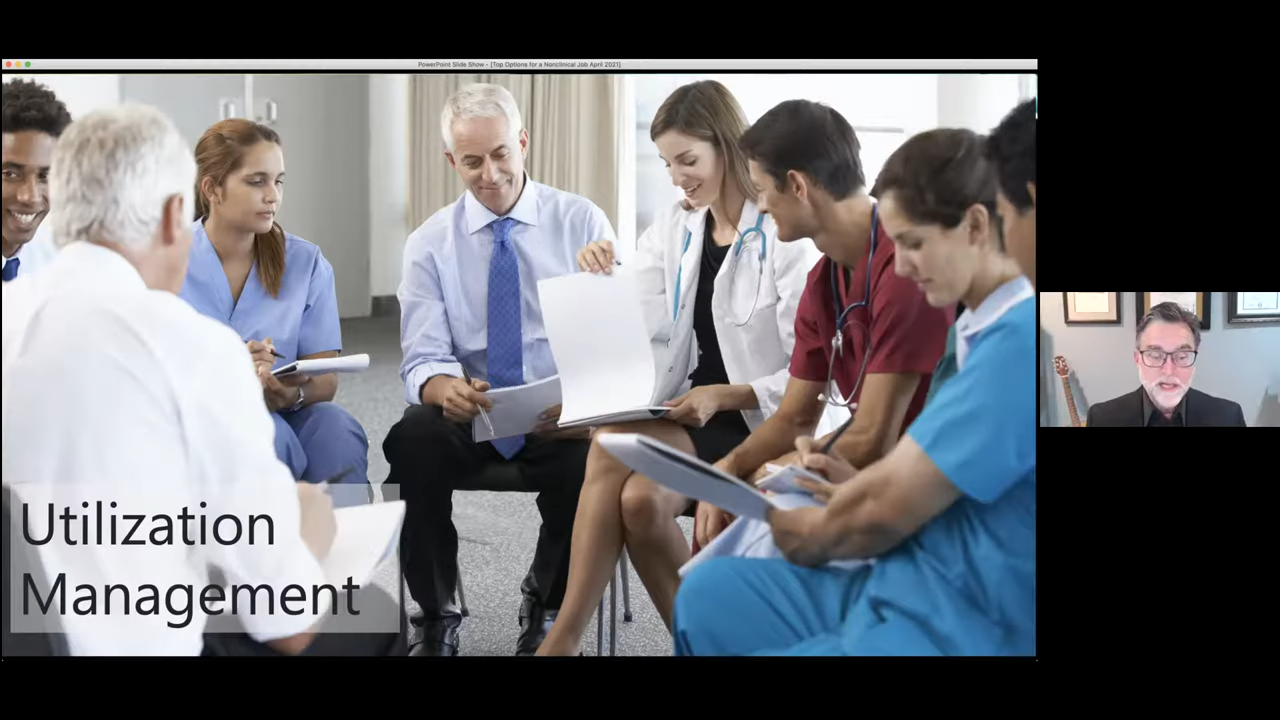 PowerPoint Slide Show - [Top Options for a Nonclinical Job April 2021]
Utilization
Management